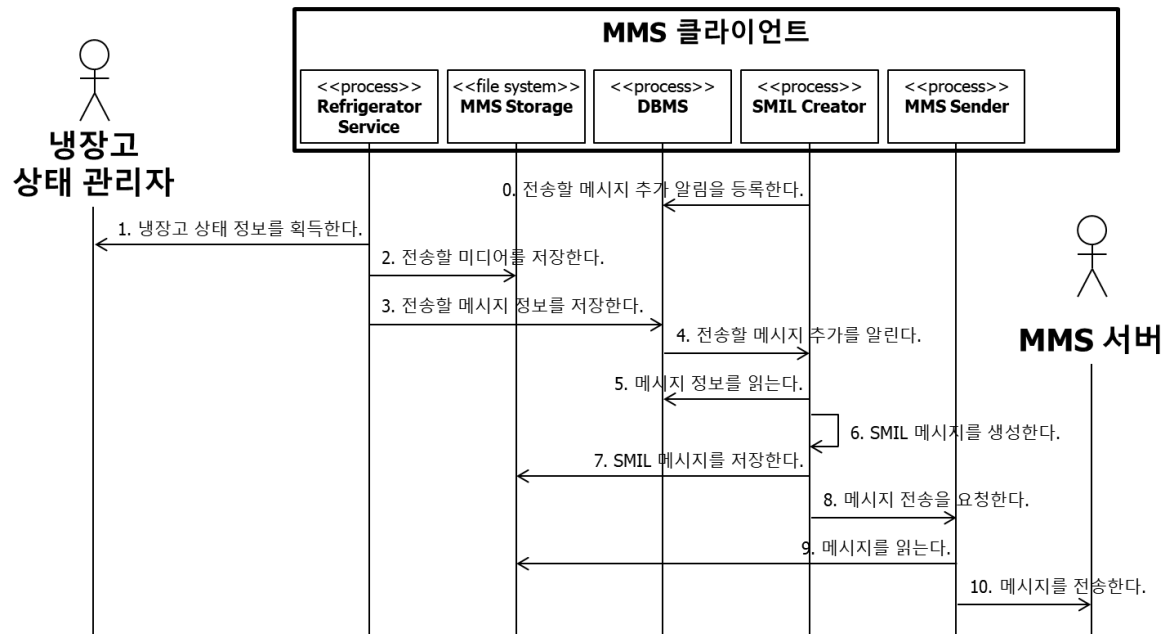 MMS 클라이언트
<<process>>
Refrigerator
Service
<<file system>>
MMS Storage
<<process>>
DBMS
<<process>>
SMIL Creator
<<process>>
MMS Sender
냉장고
상태 관리자
0. 전송할 메시지 추가 알림을 등록한다.
1. 냉장고 상태 정보를 획득한다.
2. 전송할 미디어를 저장한다.
3. 전송할 메시지 정보를 저장한다.
4. 전송할 메시지 추가를 알린다.
MMS 서버
5. 메시지 정보를 읽는다.
6. SMIL 메시지를 생성한다.
7. SMIL 메시지를 저장한다.
8. 메시지 전송을 요청한다.
9. 메시지를 읽는다.
10. 메시지를 전송한다.